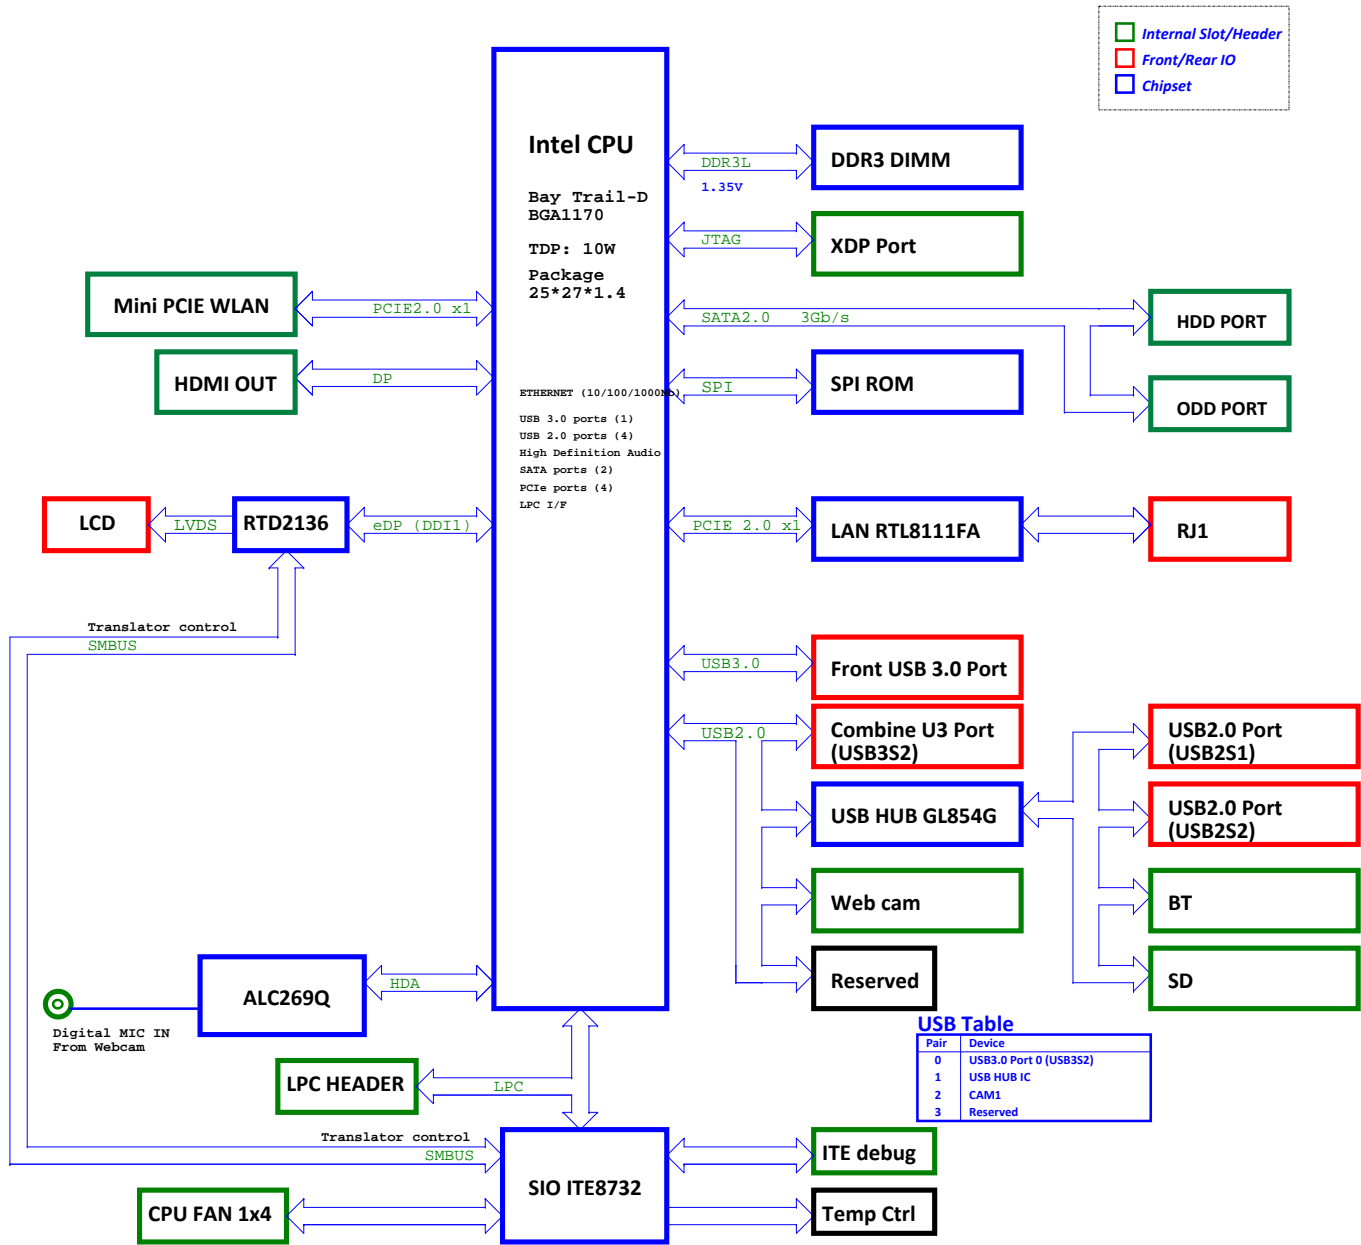 Internal Slot/Header
Front/Rear IO
Chipset
Intel CPU
Bay Trail-D
BGA1170
TDP: 10W
Package
25*27*1.4
ETHERNET (10/100/1000Mb)
USB 3.0 ports (1)
USB 2.0 ports (4)
High Definition Audio
SATA ports (2)
PCIe ports (4)
LPC I/F
DDR3L
1.35V
DDR3 DIMM
JTAG
XDP Port
Mini PCIE WLAN
PCIE2.0 x1
SATA2.0 3Gb/s
HDD PORT
HDMI OUT
DP
SPI
SPI ROM
ODD PORT
LCD
LVDS
RTD2136
eDP (DDI1)
PCIE 2.0 x1
LAN RTL8111FA
RJ1
Translator control
SMBUS
USB3.0
Front USB 3.0 Port
USB2.0
Combine U3 Port
(USB3S2)
USB2.0 Port
(USB2S1)
USB HUB GL854G
USB2.0 Port
(USB2S2)
Web cam
BT
Reserved
SD
ALC269Q
HDA
Digital MIC IN
From Webcam
USB Table
Pair Device
0 USB3.0 Port 0 (USB3S2)
1 USB HUB IC
2 CAM1
3 Reserved
LPC HEADER
LPC
Translator control
SMBUS
SIO ITE8732
ITE debug
CPU FAN 1x4
Temp Ctrl